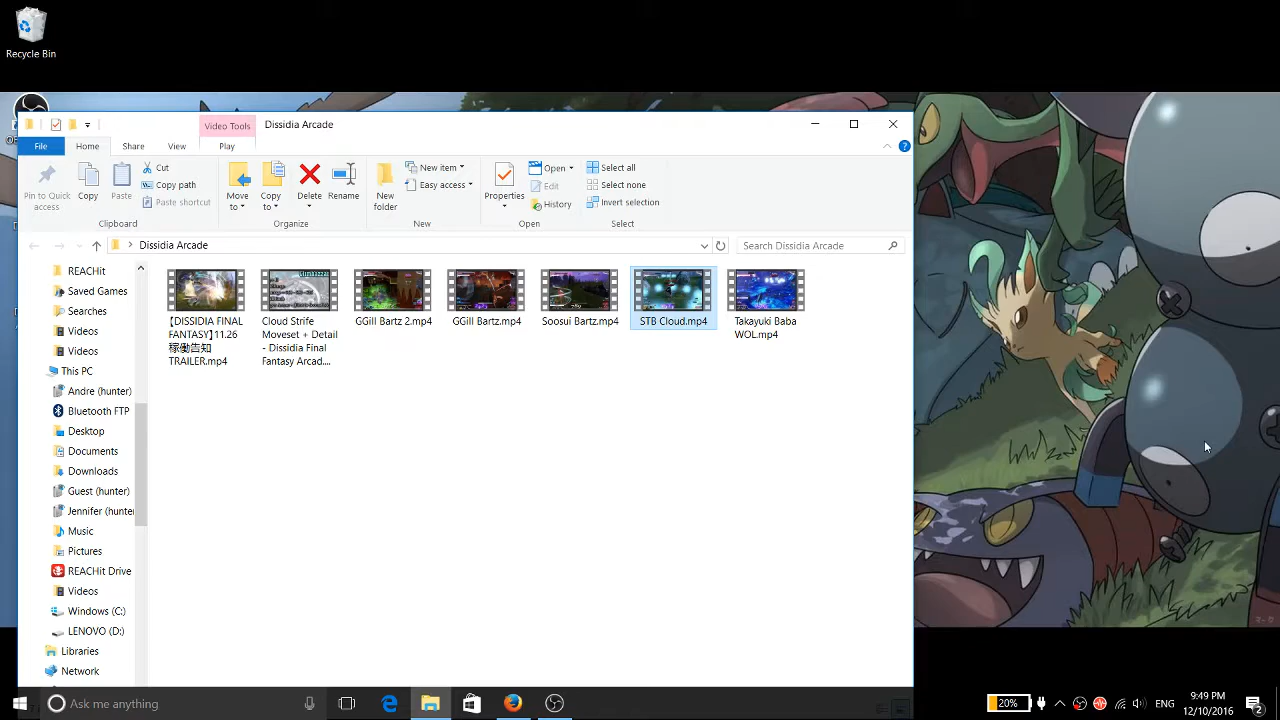 Recycle Bin
Video Tools
Dissidia Arcade
File
Home
Share
View
Play
Pin to Quick
access
Copy
Paste
Cut
Copy path
Paste shortcut
Clipboard
Move
to
Copy
to
Delete
Rename
Organize
New
folder
New item
Easy access
New
Properties
Open
Edit
History
Open
Select all
Select none
Invert selection
Select
Dissidia Arcade
Search Dissidia Arcade
REACHit
Saved Games
Searches
Videos
Videos
This PC
Andre (hunter)
Bluetooth FTP
Desktop
Documents
Downloads
Guest (hunter)
Jennifer (hunte
Music
Pictures
REACHit Drive
Videos
Windows (C:)
LENOVO (D:)
Libraries
Network
【DISSIDIA FINAL
FANTASY】11.26
稼働告知
TRAILER.mp4
Cloud Strife
Moveset + Detail
- Dissidia Final
Fantasy Arcad....
GGill Bartz 2.mp4
GGill Bartz.mp4
Soosui Bartz.mp4
STB Cloud.mp4
Takayuki Baba
WOL.mp4
Ask me anything
20%
ENG
9:49 PM
12/10/2016
2